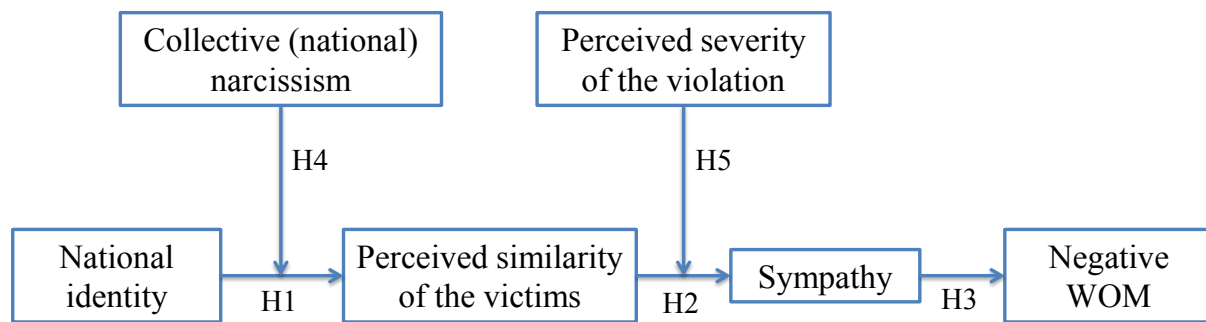 Collective (national)
narcissism
Perceived severity
of the violation
H4
H5
National
identity
H1
Perceived similarity
of the victims
H2
Sympathy
H3
Negative
WOM